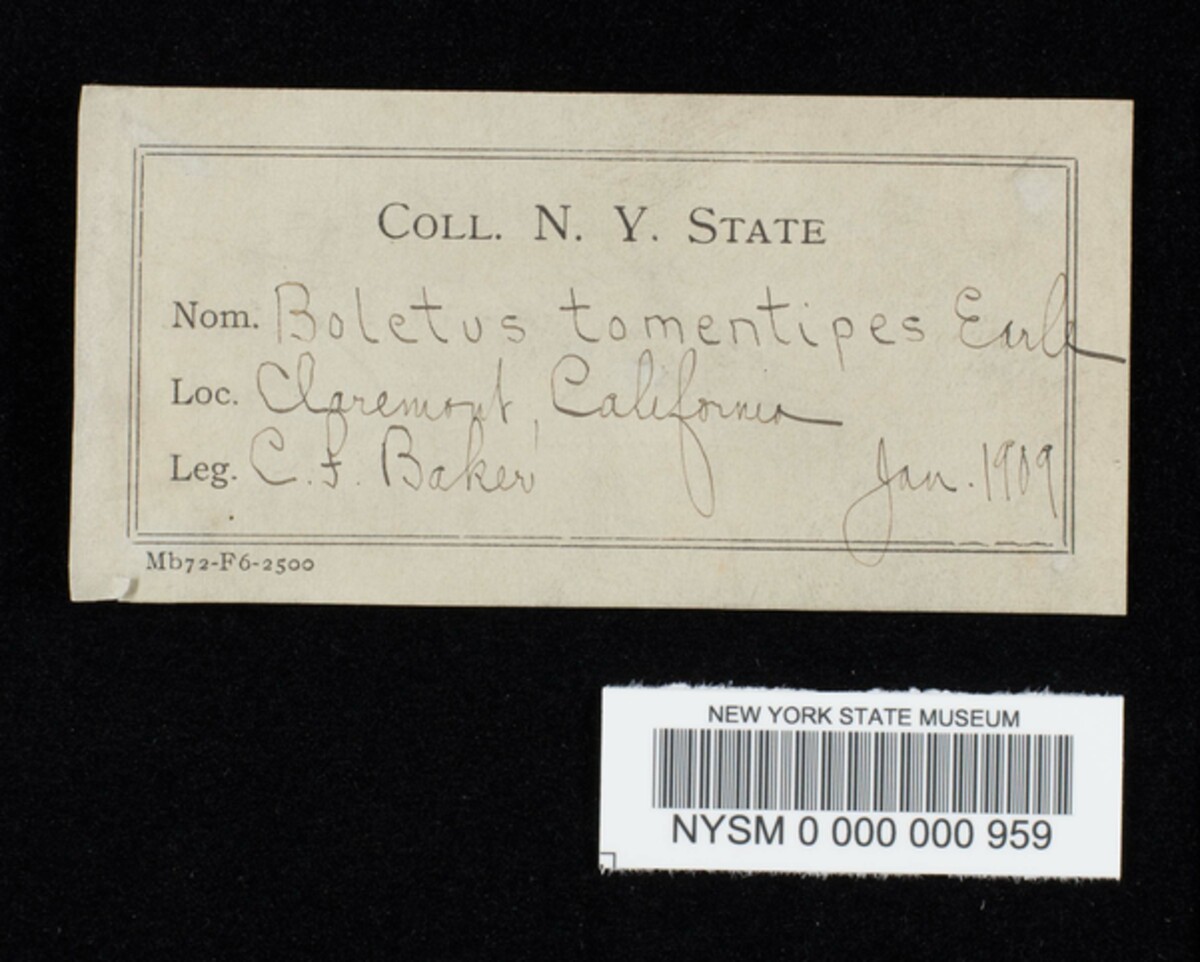 COLL. N. Y. STATE
Nom. Boletus tomentipes Earle
Loc. Claremont, California
Leg. C. F. Baker Jan. 1909
Mb72-F6-2500
NEW YORK STATE MUSEUM
NYSM 0 000 000 959